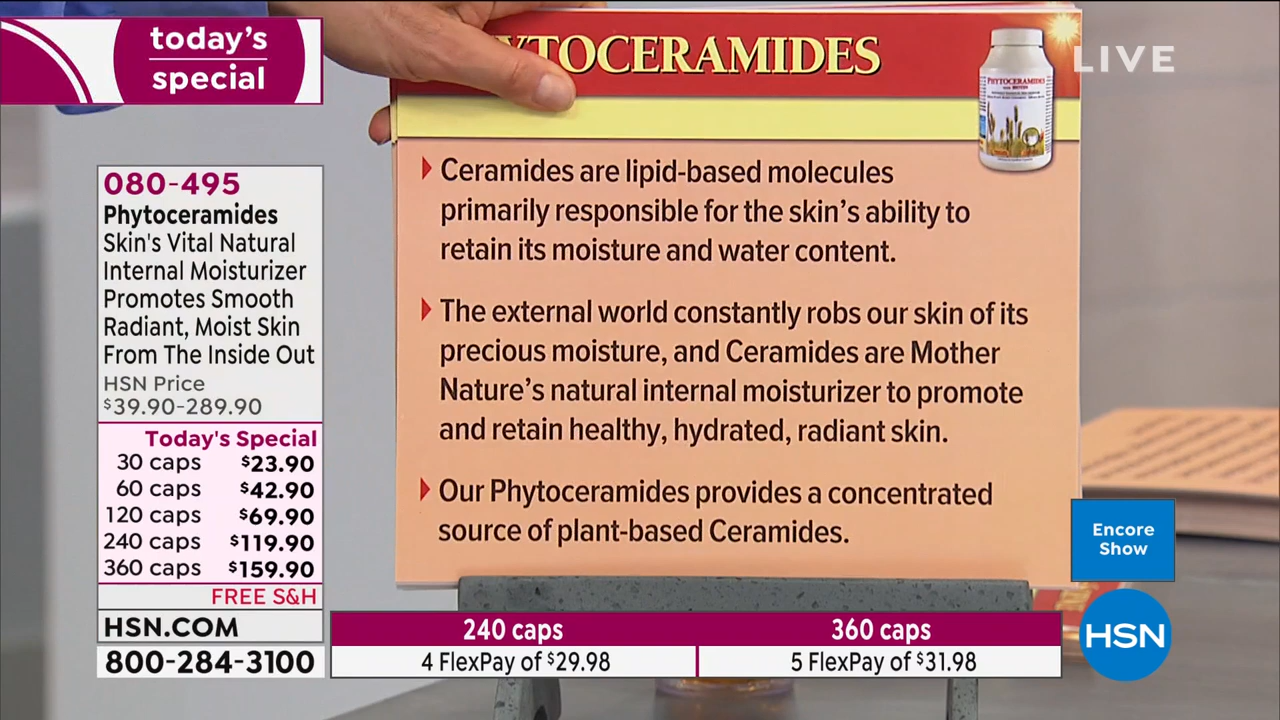 today's
special
YTOCERAMIDES
LIVE
PHYTOCERAMIDES
080-495
Phytoceramides
Skin's Vital Natural
Internal Moisturizer
Promotes Smooth
Radiant, Moist Skin
From The Inside Out
HSN Price
$39.90-289.90
Today's Special
30 caps $23.90
60 caps $42.90
120 caps $69.90
240 caps $119.90
360 caps $159.90
FREE S&H
HSN.COM
800-284-3100
Ceramides are lipid-based molecules
primarily responsible for the skin's ability to
retain its moisture and water content.
The external world constantly robs our skin of its
precious moisture, and Ceramides are Mother
Nature's natural internal moisturizer to promote
and retain healthy, hydrated, radiant skin.
Our Phytoceramides provides a concentrated
source of plant-based Ceramides.
Encore
Show
HSN
240 caps 360 caps
4 FlexPay of $29.98 5 FlexPay of $31.98